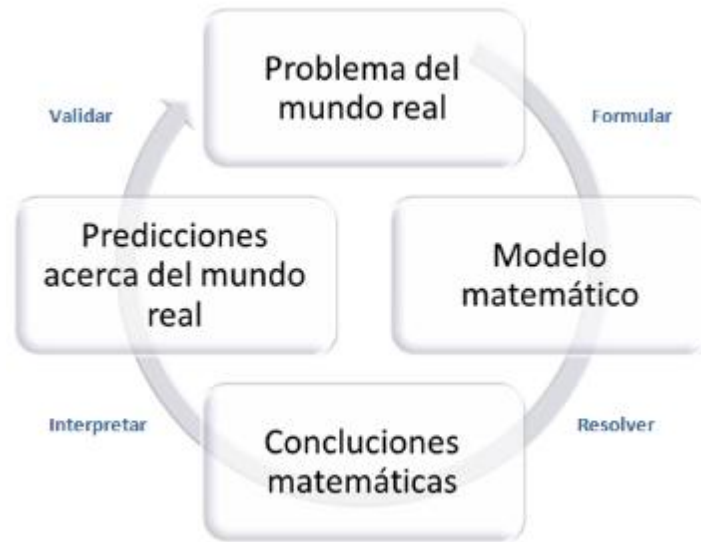 Problema del
mundo real
Validar
Formular
Predicciones
acerca del mundo
real
Modelo
matemático
Interpretar
Resolver
Concluciones
matemáticas